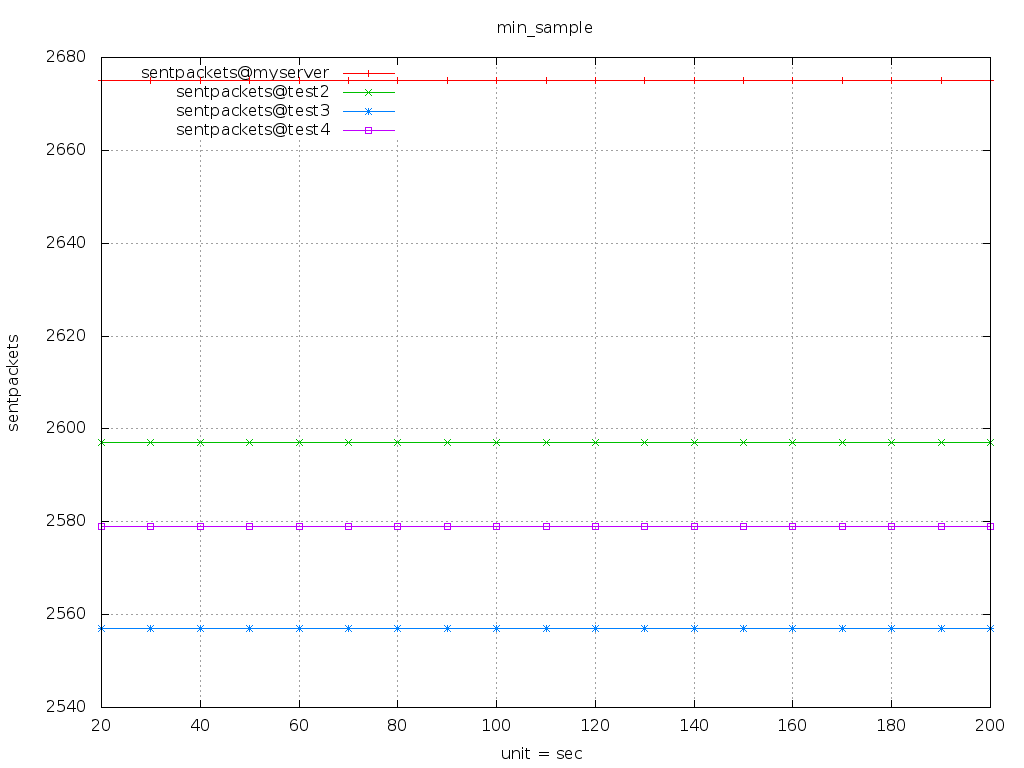 min_sample
2680
2660
2640
2620
2600
2580
2560
2540
sentpackets
sentpackets@myserver
sentpackets@test2
sentpackets@test3
sentpackets@test4
20 40 60 80 100 120 140 160 180 200
unit = sec